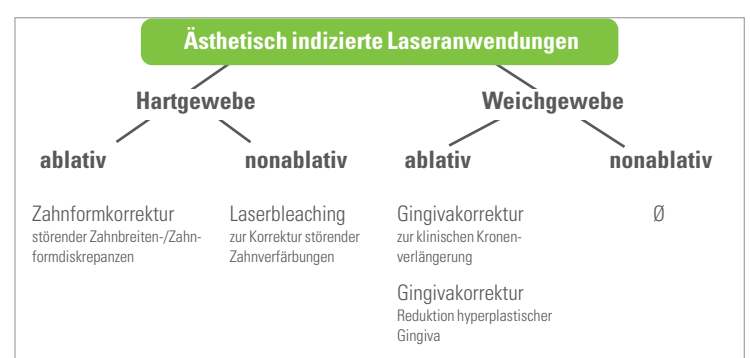 Ästhetisch indizierte Laseranwendungen
Hartgewebe
Weichgewebe
ablativ
nonablativ
ablativ
nonablativ
Zahnformkorrektur
störender Zahnbreiten-/Zahn-
formdiskrepanzen
Laserbleaching
zur Korrektur störender
Zahnverfärbungen
Gingivakorrektur
zur klinischen Kronen-
verlängerung
Gingivakorrektur
Reduktion hyperplastischer
Gingiva
Ø